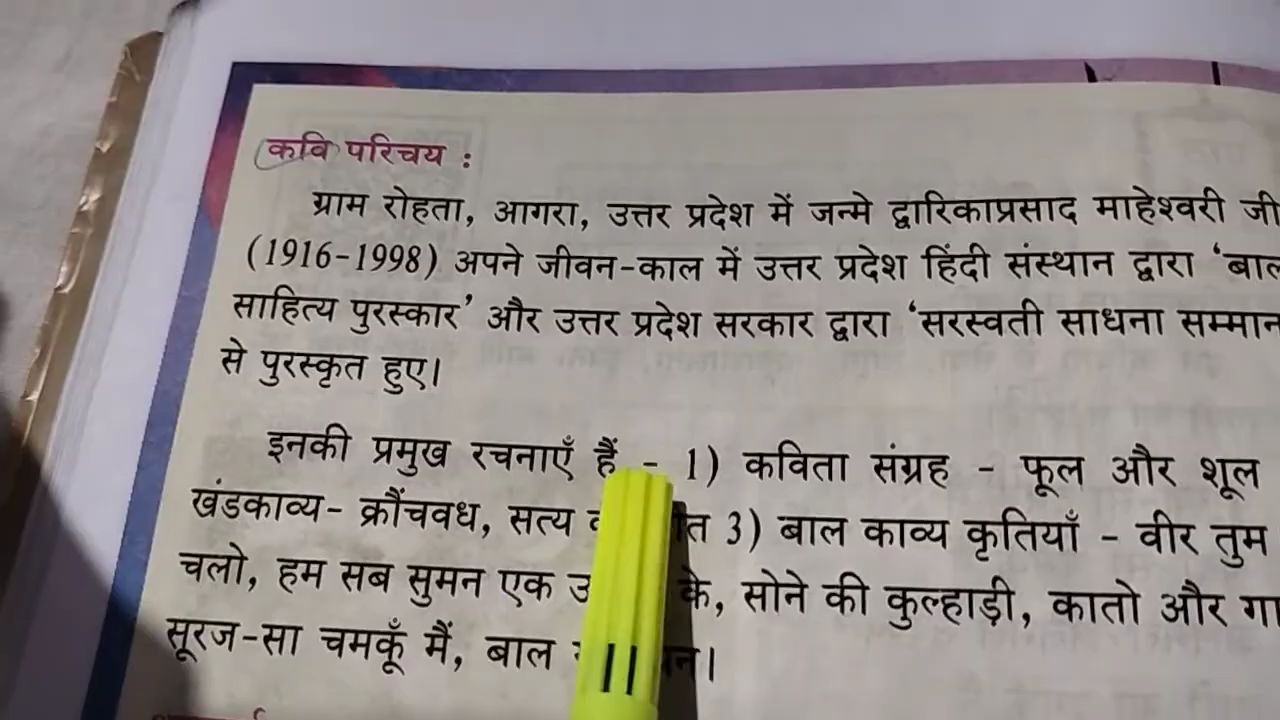 कवि परिचय :
ग्राम रोहता, आगरा, उत्तर प्रदेश में जन्मे द्वारिकाप्रसाद माहेश्वरी जी
(1916-1998) अपने जीवन-काल में उत्तर प्रदेश हिंदी संस्थान द्वारा ‘बाल
साहित्य पुरस्कार’ और उत्तर प्रदेश सरकार द्वारा ‘सरस्वती साधना सम्मान
से पुरस्कृत हुए।
इनकी प्रमुख रचनाएँ हैं - 1) कविता संग्रह - फूल और शूल
खंडकाव्य- क्रौंचवध, सत्य 3) बाल काव्य कृतियाँ - वीर तुम
चलो, हम सब सुमन एक के, सोने की कुल्हाड़ी, कातो और
सूरज-सा चमकूँ मैं, बाल